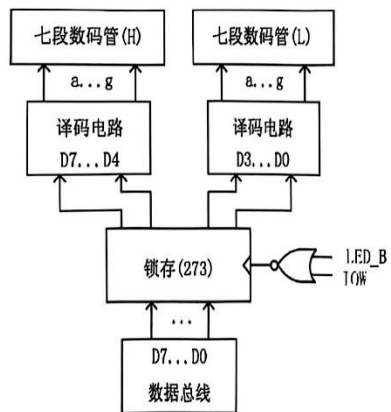 七段数码管(H)
七段数码管(L)
a...g
a...g
译码电路
D7...D4
译码电路
D3...D0
锁存(273)
LED_B
IOW
...
D7...D0
数据总线